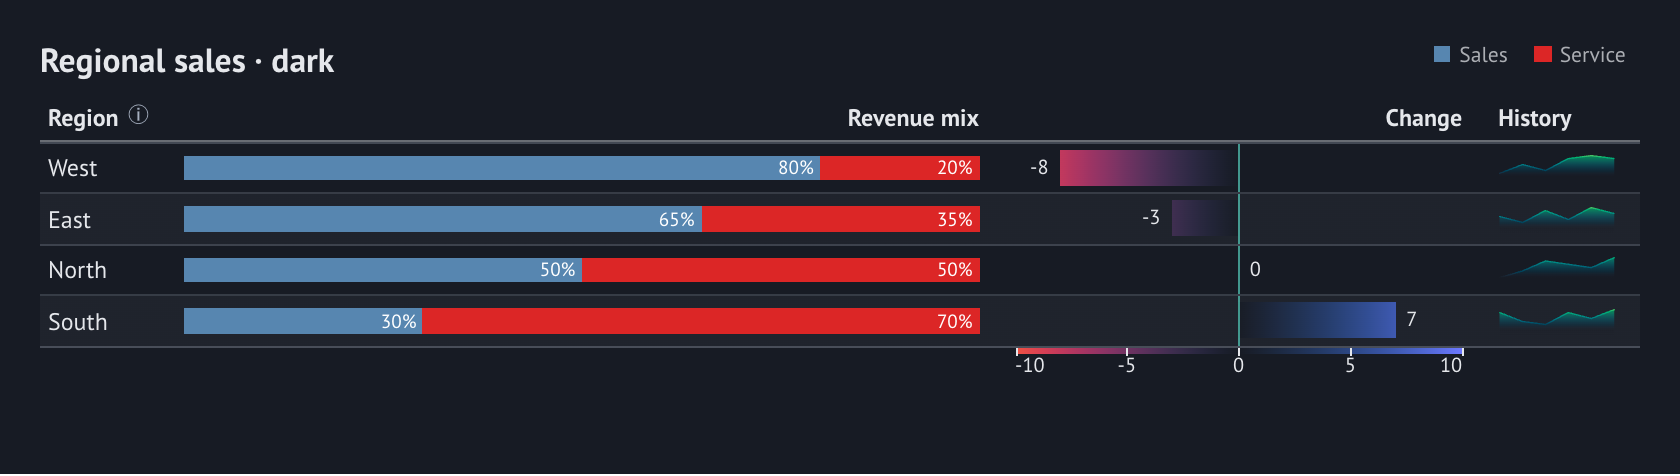 Regional sales · dark
Sales Service
Region ⓘ Revenue mix Change History
West 80% 20% -8
East 65% 35% -3
North 50% 50% 0
South 30% 70% 7
-10 -5 0 5 10